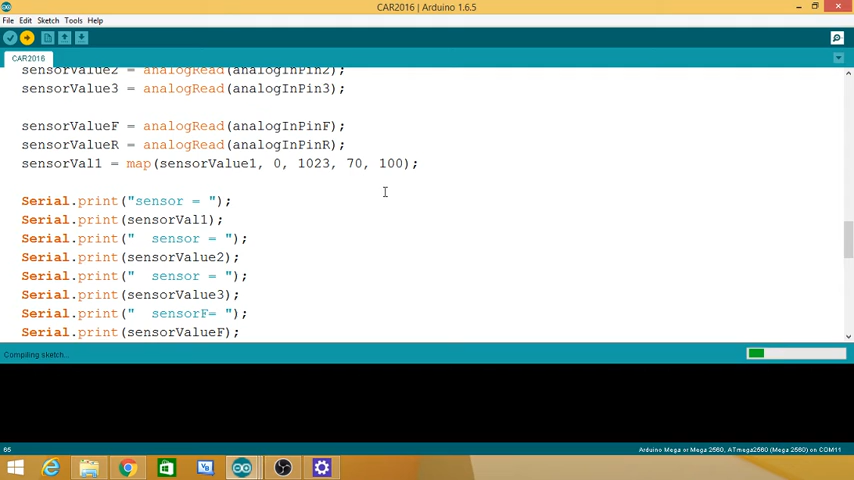 CAR2016 | Arduino 1.6.5
File Edit Sketch Tools Help
CAR2016
sensorValue2 = analogRead(analogInPin2);
sensorValue3 = analogRead(analogInPin3);
sensorValueF = analogRead(analogInPinF);
sensorValueR = analogRead(analogInPinR);
sensorVal1 = map(sensorValue1, 0, 1023, 70, 100);
Serial.print("sensor = ");
Serial.print(sensorVal1);
Serial.print("  sensor = ");
Serial.print(sensorValue2);
Serial.print("  sensor = ");
Serial.print(sensorValue3);
Serial.print("  sensorF= ");
Serial.print(sensorValueF);
Compiling sketch...
65
Arduino Mega or Mega 2560, ATmega2560 (Mega 2560) on COM11